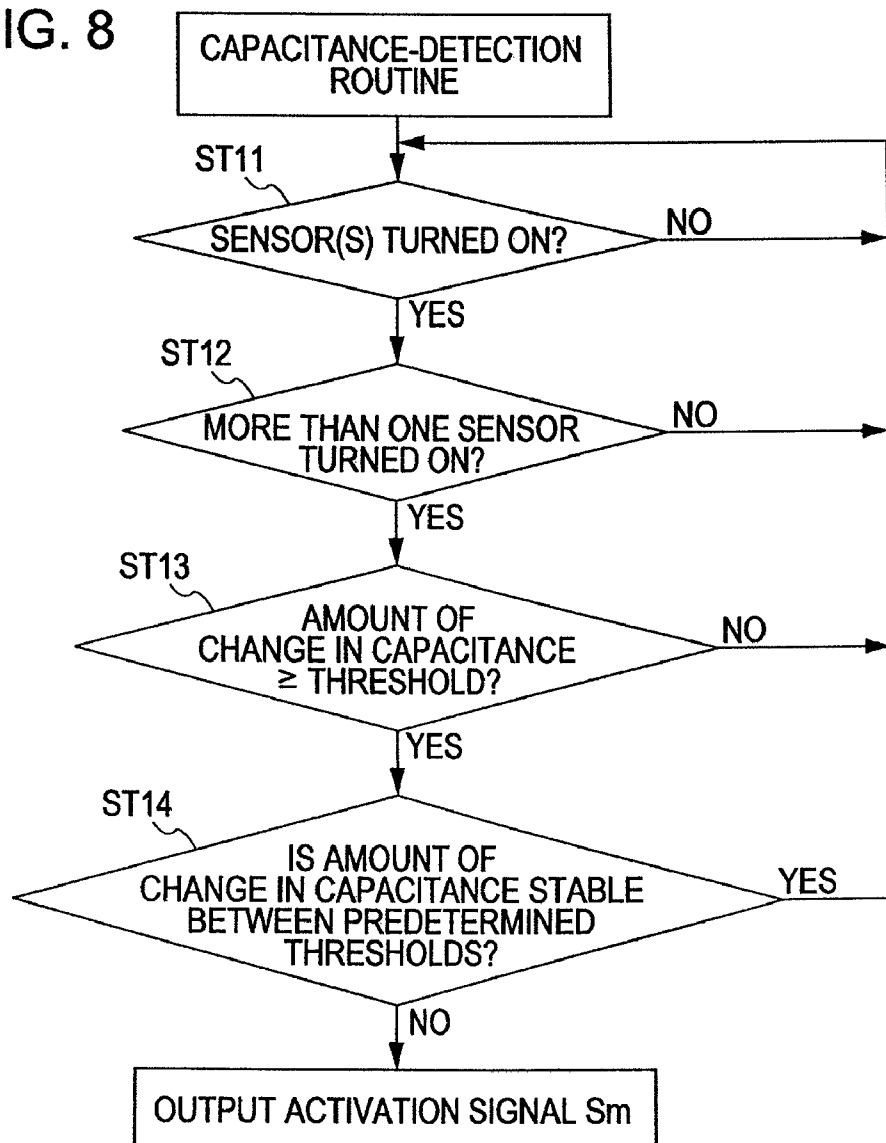 IG. 8
CAPACITANCE-DETECTION
ROUTINE
ST11
SENSOR(S) TURNED ON?
NO
YES
ST12
MORE THAN ONE SENSOR
TURNED ON?
NO
YES
ST13
AMOUNT OF
CHANGE IN CAPACITANCE
≥ THRESHOLD?
NO
YES
ST14
IS AMOUNT OF
CHANGE IN CAPACITANCE STABLE
BETWEEN PREDETERMINED
THRESHOLDS?
YES
NO
OUTPUT ACTIVATION SIGNAL Sm